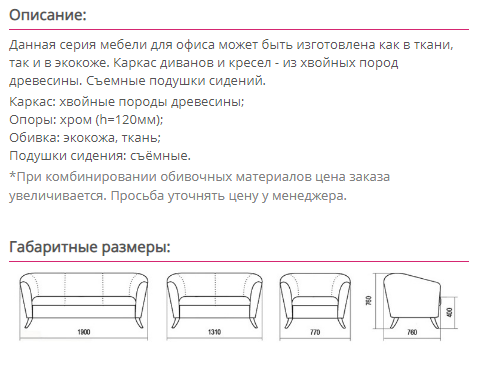 Описание:
Данная серия мебели для офиса может быть изготовлена как в ткани,
так и в экокоже. Каркас диванов и кресел - из хвойных пород
древесины. Съемные подушки сидений.
Каркас: хвойные породы древесины;
Опоры: хром (h=120мм);
Обивка: экокожа, ткань;
Подушки сидения: съёмные.
*При комбинировании обивочных материалов цена заказа
увеличивается. Просьба уточнять цену у менеджера.
Габаритные размеры:
1900
1310
770
760
400
760